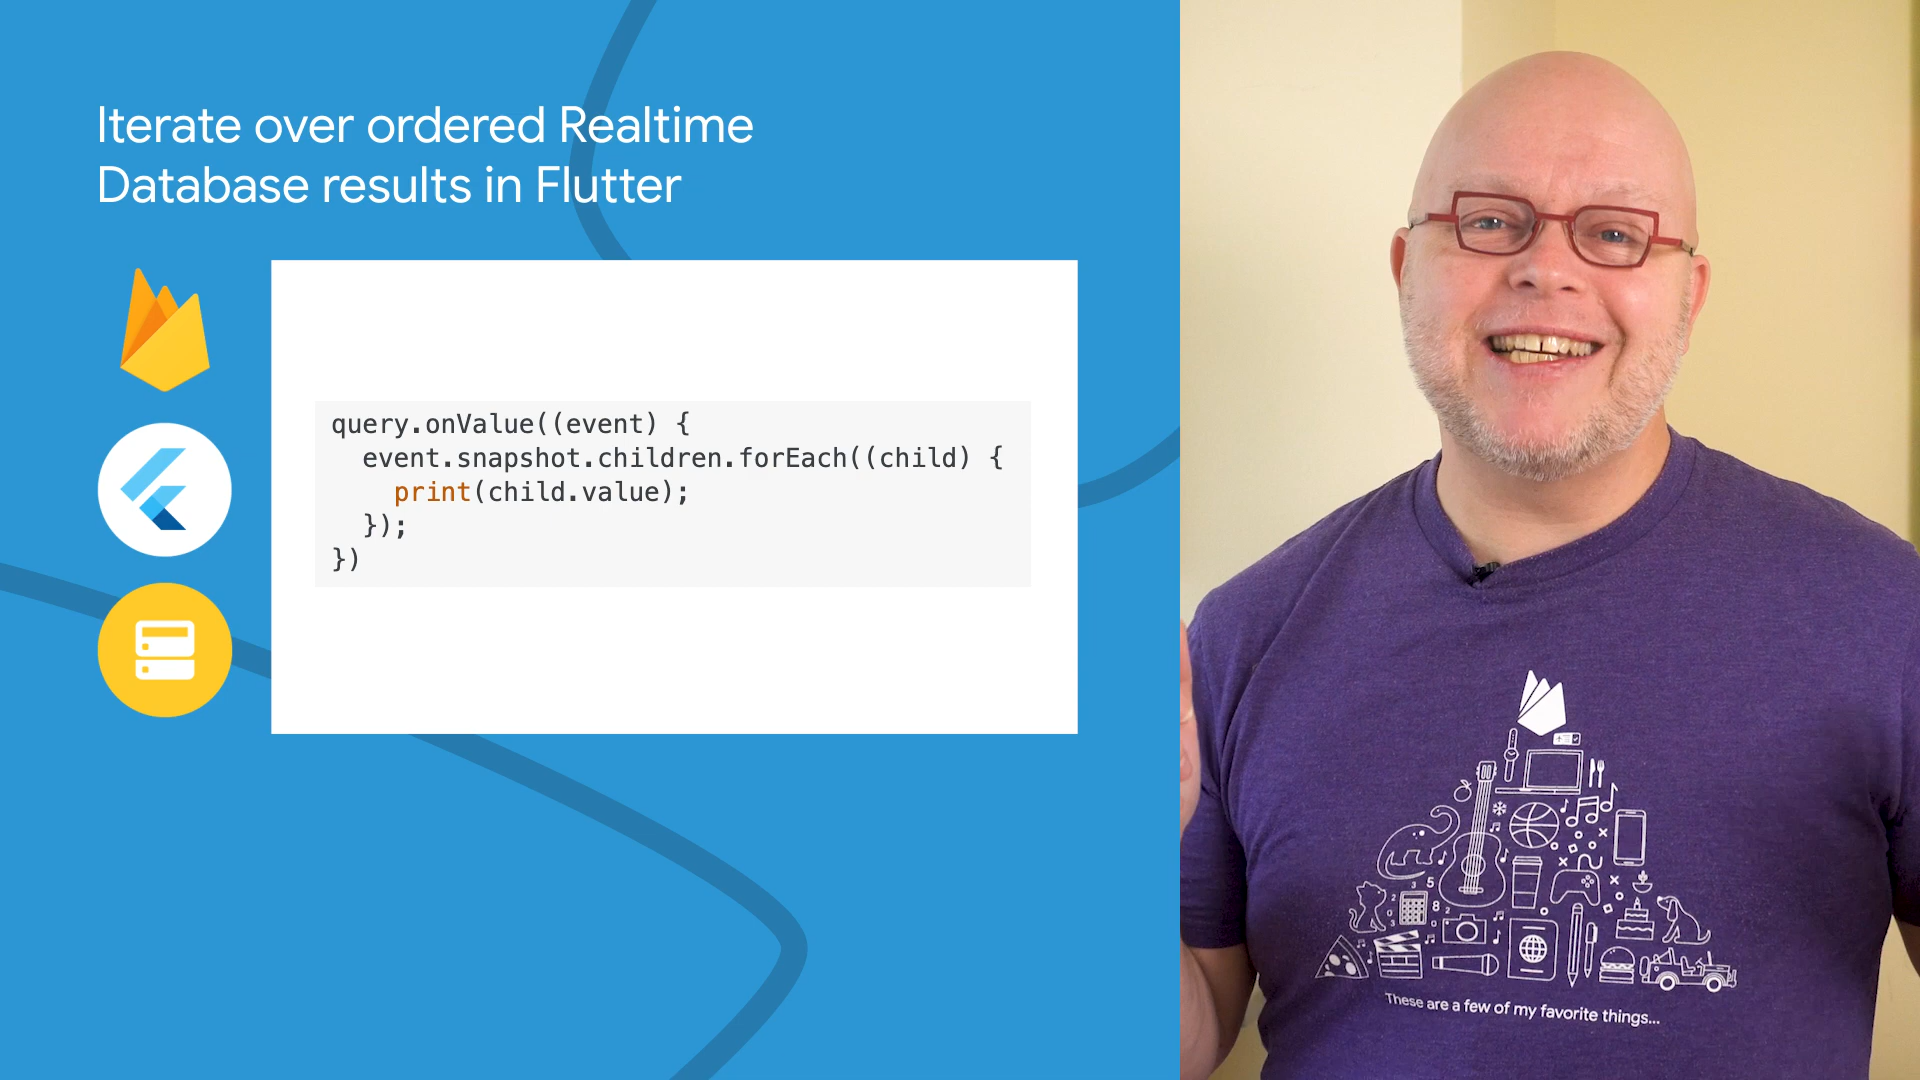 Iterate over ordered Realtime
Database results in Flutter
query.onValue((event) {
  event.snapshot.children.forEach((child) {
    print(child.value);
  });
})
These are a few of my favorite things...